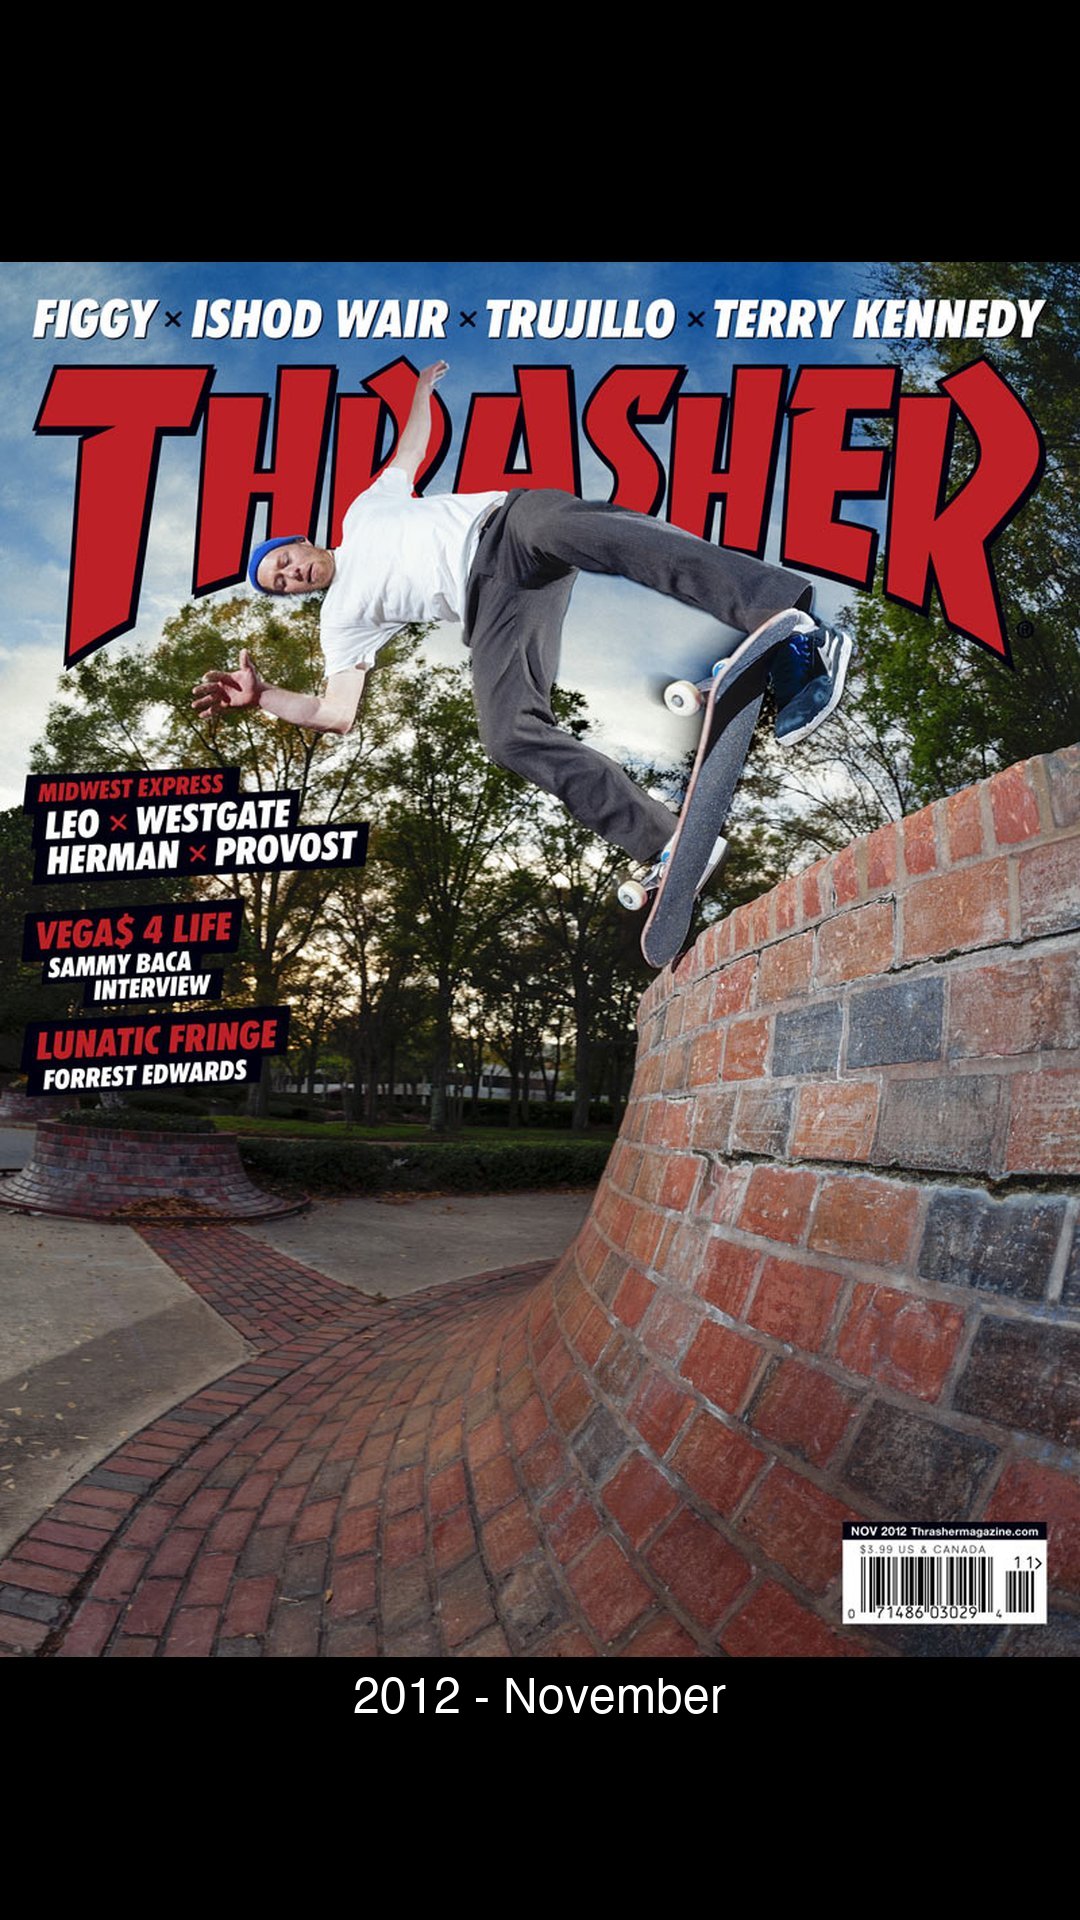 FIGGY × ISHOD WAIR × TRUJILLO × TERRY KENNEDY
THRASHER®
MIDWEST EXPRESS
LEO × WESTGATE
HERMAN × PROVOST
VEGA$ 4 LIFE
SAMMY BACA
INTERVIEW
LUNATIC FRINGE
FORREST EDWARDS
NOV 2012 Thrashermagazine.com
$3.99 US & CANADA
11>
0 71486 03029 4
2012 - November